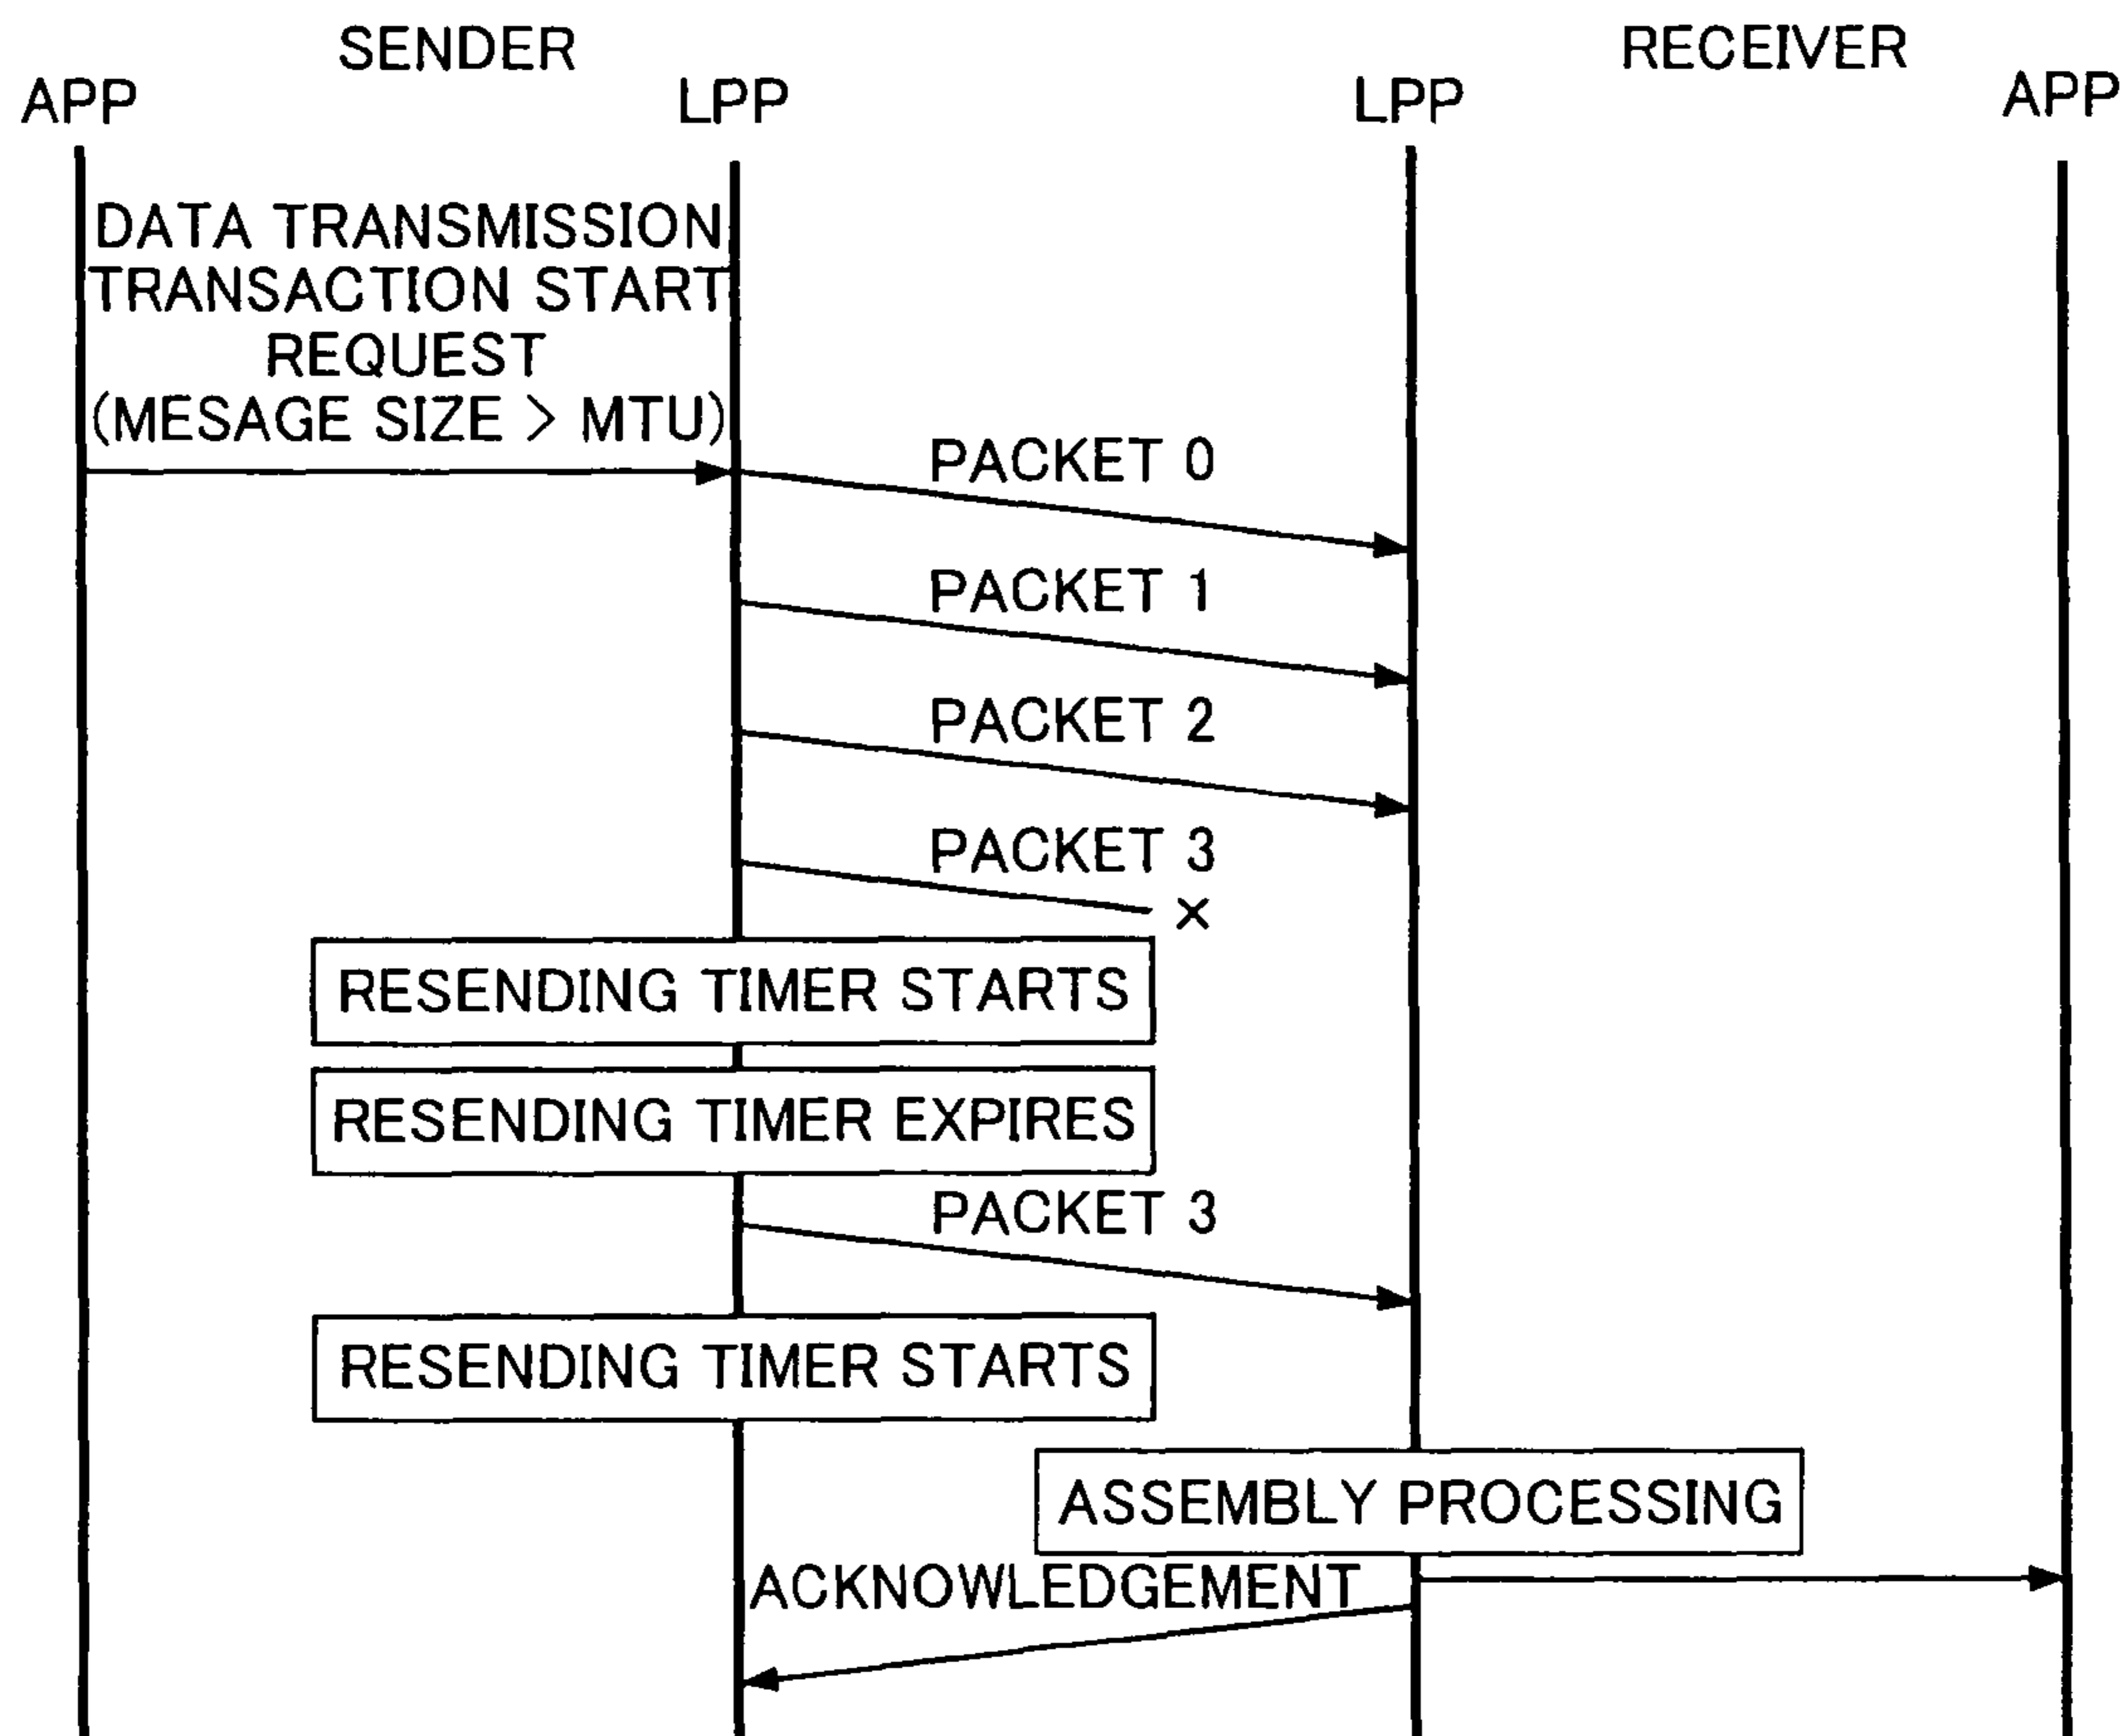 SENDER
RECEIVER
APP
LPP
LPP
APP
DATA TRANSMISSION
TRANSACTION START
REQUEST
(MESAGE SIZE > MTU)
PACKET 0
PACKET 1
PACKET 2
PACKET 3
×
RESENDING TIMER STARTS
RESENDING TIMER EXPIRES
PACKET 3
RESENDING TIMER STARTS
ASSEMBLY PROCESSING
ACKNOWLEDGEMENT